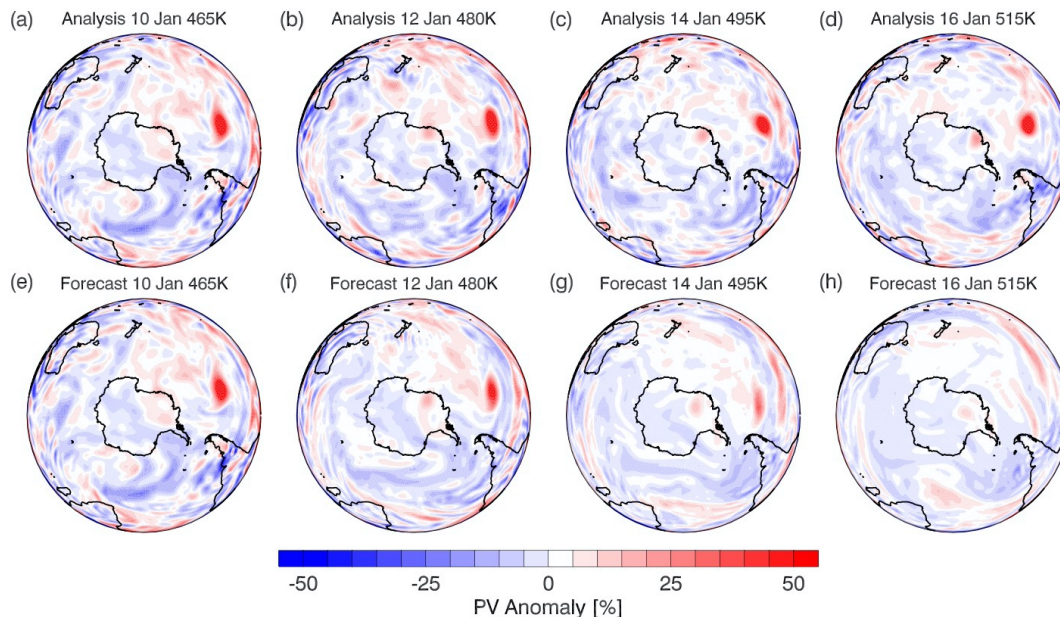 (a) Analysis 10 Jan 465K
(b) Analysis 12 Jan 480K
(c) Analysis 14 Jan 495K
(d) Analysis 16 Jan 515K
(e) Forecast 10 Jan 465K
(f) Forecast 12 Jan 480K
(g) Forecast 14 Jan 495K
(h) Forecast 16 Jan 515K
-50 -25 0 25 50
PV Anomaly [%]